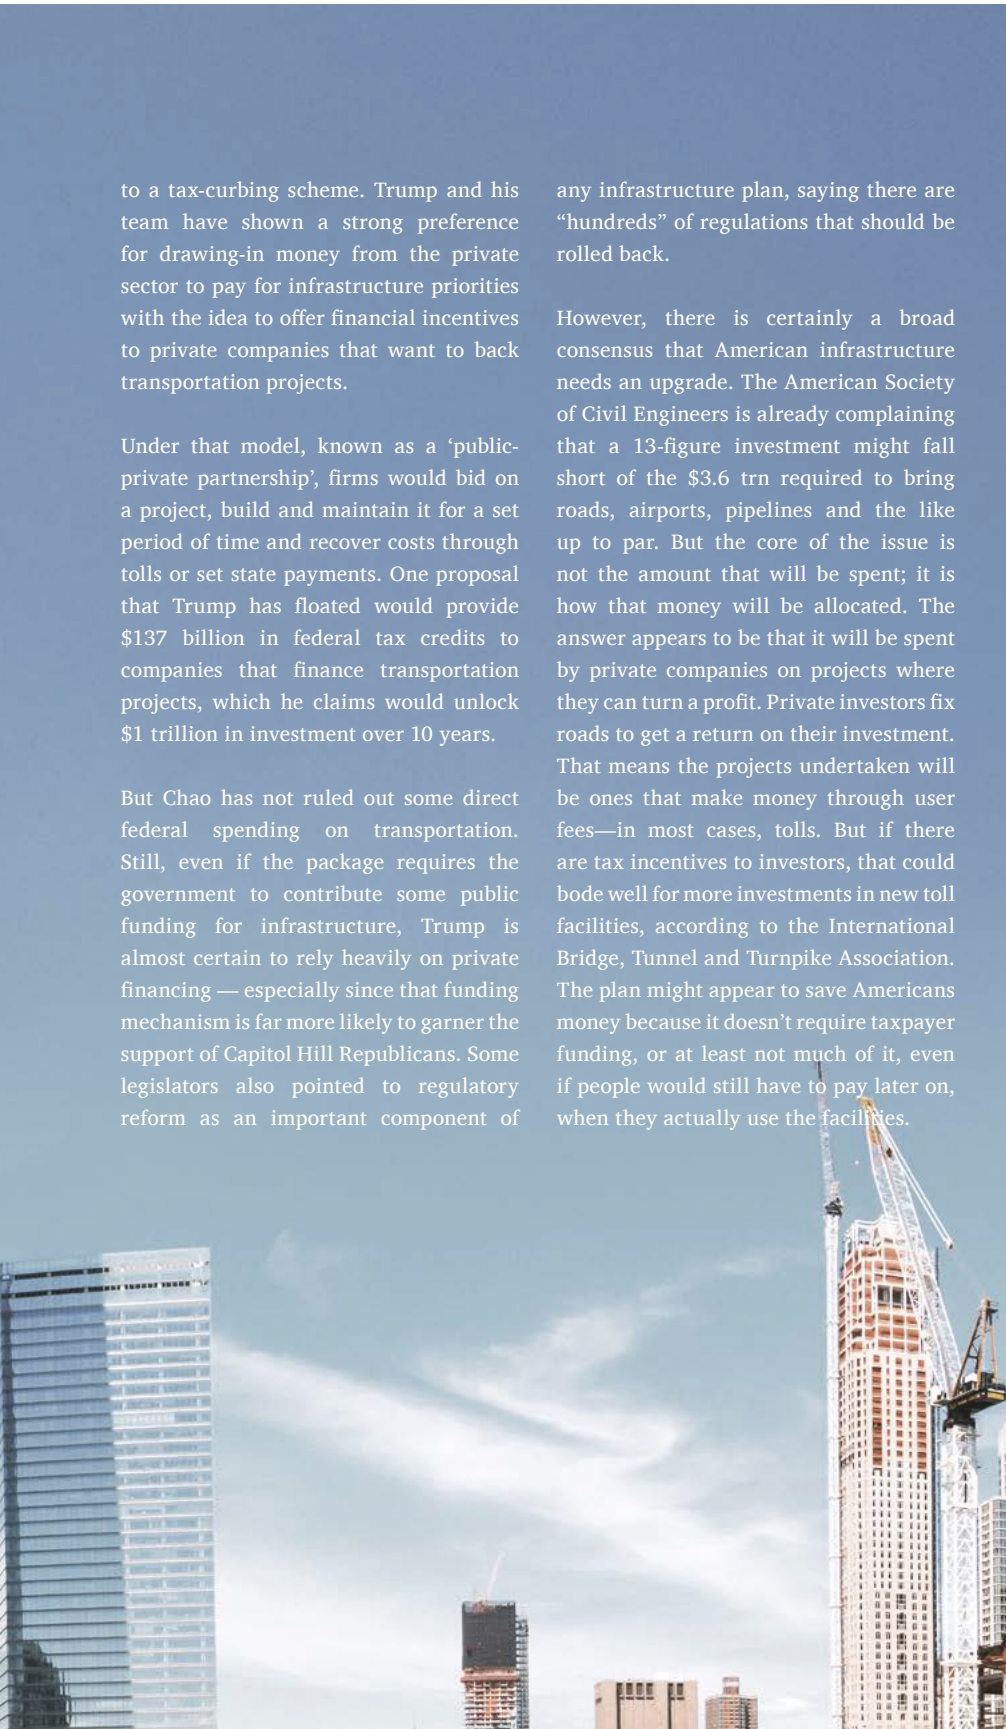 to a tax-curbing scheme. Trump and his
team have shown a strong preference
for drawing-in money from the private
sector to pay for infrastructure priorities
with the idea to offer financial incentives
to private companies that want to back
transportation projects.
Under that model, known as a ‘public-
private partnership’, firms would bid on
a project, build and maintain it for a set
period of time and recover costs through
tolls or set state payments. One proposal
that Trump has floated would provide
$137 billion in federal tax credits to
companies that finance transportation
projects, which he claims would unlock
$1 trillion in investment over 10 years.
But Chao has not ruled out some direct
federal spending on transportation.
Still, even if the package requires the
government to contribute some public
funding for infrastructure, Trump is
almost certain to rely heavily on private
financing — especially since that funding
mechanism is far more likely to garner the
support of Capitol Hill Republicans. Some
legislators also pointed to regulatory
reform as an important component of
any infrastructure plan, saying there are
“hundreds” of regulations that should be
rolled back.
However, there is certainly a broad
consensus that American infrastructure
needs an upgrade. The American Society
of Civil Engineers is already complaining
that a 13-figure investment might fall
short of the $3.6 trn required to bring
roads, airports, pipelines and the like
up to par. But the core of the issue is
not the amount that will be spent; it is
how that money will be allocated. The
answer appears to be that it will be spent
by private companies on projects where
they can turn a profit. Private investors fix
roads to get a return on their investment.
That means the projects undertaken will
be ones that make money through user
fees—in most cases, tolls. But if there
are tax incentives to investors, that could
bode well for more investments in new toll
facilities, according to the International
Bridge, Tunnel and Turnpike Association.
The plan might appear to save Americans
money because it doesn’t require taxpayer
funding, or at least not much of it, even
if people would still have to pay later on,
when they actually use the facilities.